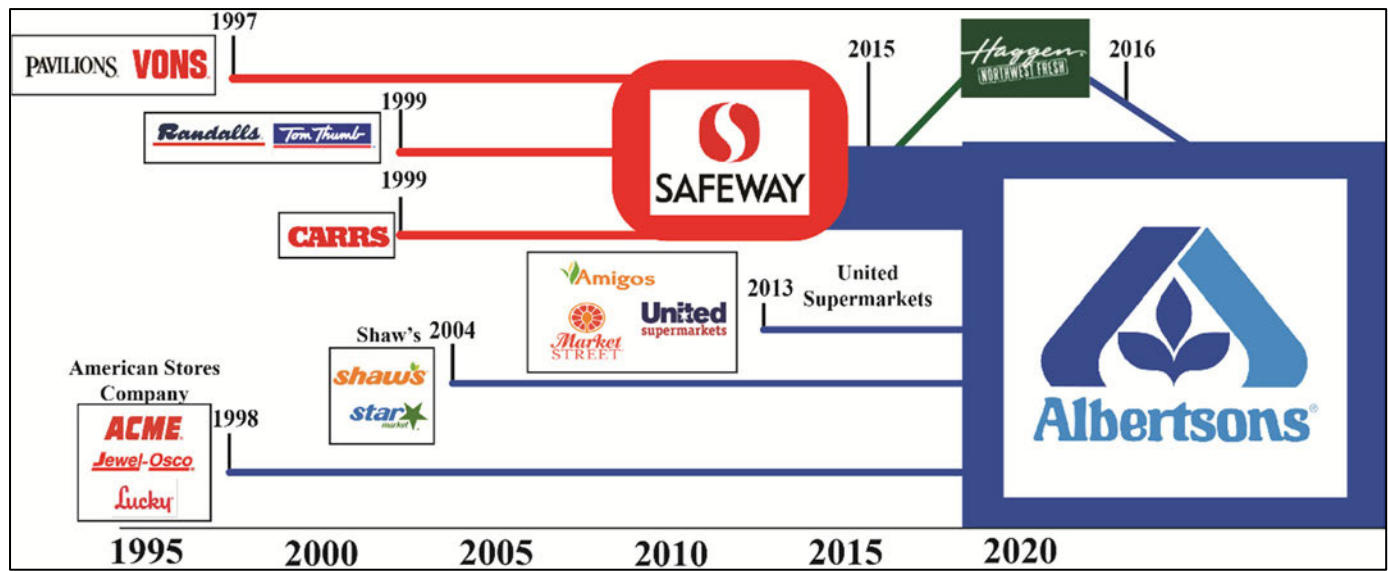 1997
PAVILIONS. VONS.
1999
Randalls. Tom Thumb
1999
CARRS
SAFEWAY
2015
Haggen
NORTHWEST FRESH
2016
Amigos
United
supermarkets
Market
STREET
2013
United
Supermarkets
Shaw's
2004
shaw's
star
market
American Stores
Company
1998
ACME
Jewel-Osco
Lucky
Albertsons®
1995 2000 2005 2010 2015 2020